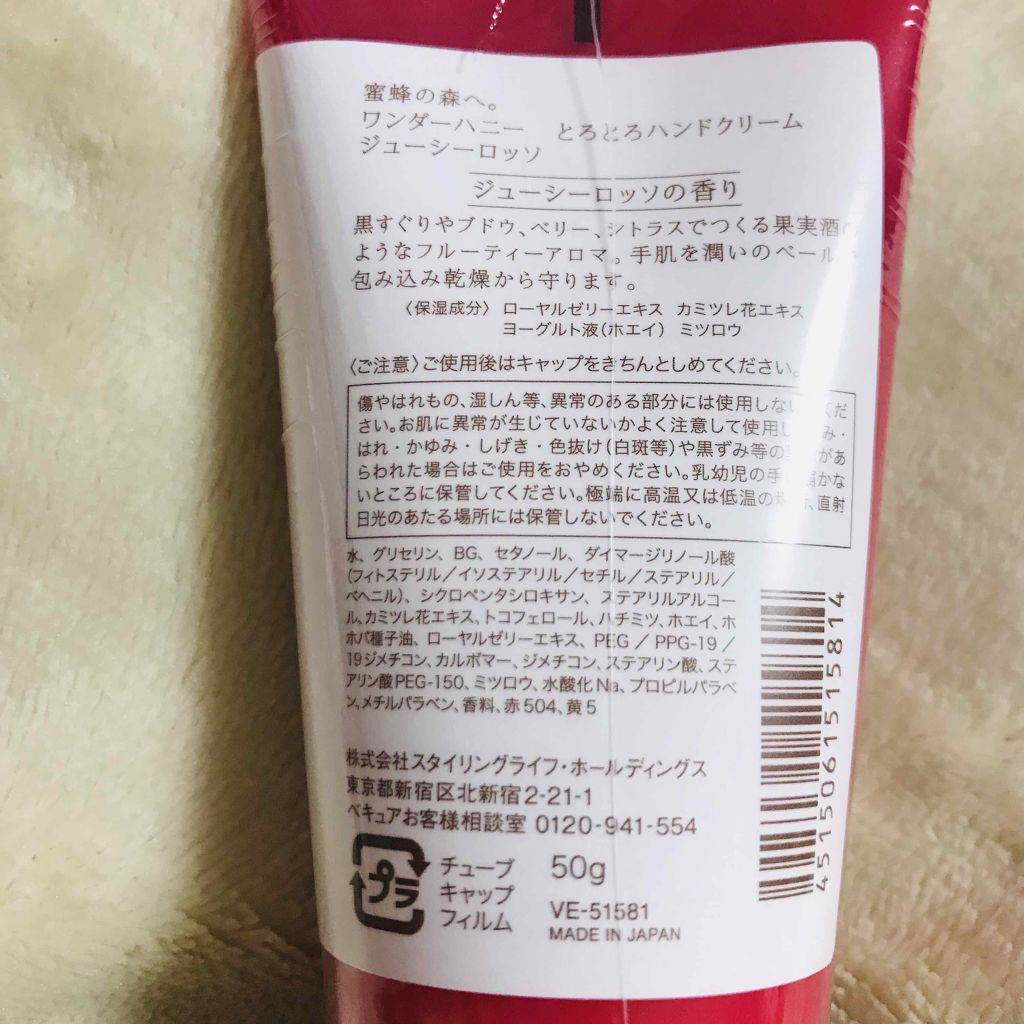 蜜蜂の森へ。
ワンダーハニー　とろとろハンドクリーム
ジューシーロッソ
ジューシーロッソの香り
黒すぐりやブドウ、ベリー、シトラスでつくる果実酒の
ようなフルーティーアロマ。手肌を潤いのベール
包み込み乾燥から守ります。
〈保湿成分〉 ローヤルゼリーエキス　カミツレ花エキス
ヨーグルト液(ホエイ)　ミツロウ
〈ご注意〉ご使用後はキャップをきちんとしめてください。
傷やはれもの、湿しん等、異常のある部分には使用しな くだ
さい。お肌に異常が生じていないかよく注意して使用し み・
はれ・かゆみ・しげき・色抜け(白斑等)や黒ずみ等の があ
らわれた場合はご使用をおやめください。乳幼児の手 届かな
いところに保管してください。極端に高温又は低温の 、直射
日光のあたる場所には保管しないでください。
水、グリセリン、BG、セタノール、ダイマージリノール酸
(フィトステリル/イソステアリル/セチル/ステアリル/
ベヘニル)、シクロペンタシロキサン、ステアリルアルコー
ル、カミツレ花エキス、トコフェロール、ハチミツ、ホエイ、ホ
ホバ種子油、ローヤルゼリーエキス、PEG/PPG-19/
19ジメチコン、カルボマー、ジメチコン、ステアリン酸、ステ
アリン酸PEG-150、ミツロウ、水酸化Na、プロピルパラベ
ン、メチルパラベン、香料、赤504、黄5
株式会社スタイリングライフ・ホールディングス
東京都新宿区北新宿2-21-1
ベキュアお客様相談室 0120-941-554
プラ
チューブ
キャップ
フィルム
50g
VE-51581
MADE IN JAPAN
4515061515814